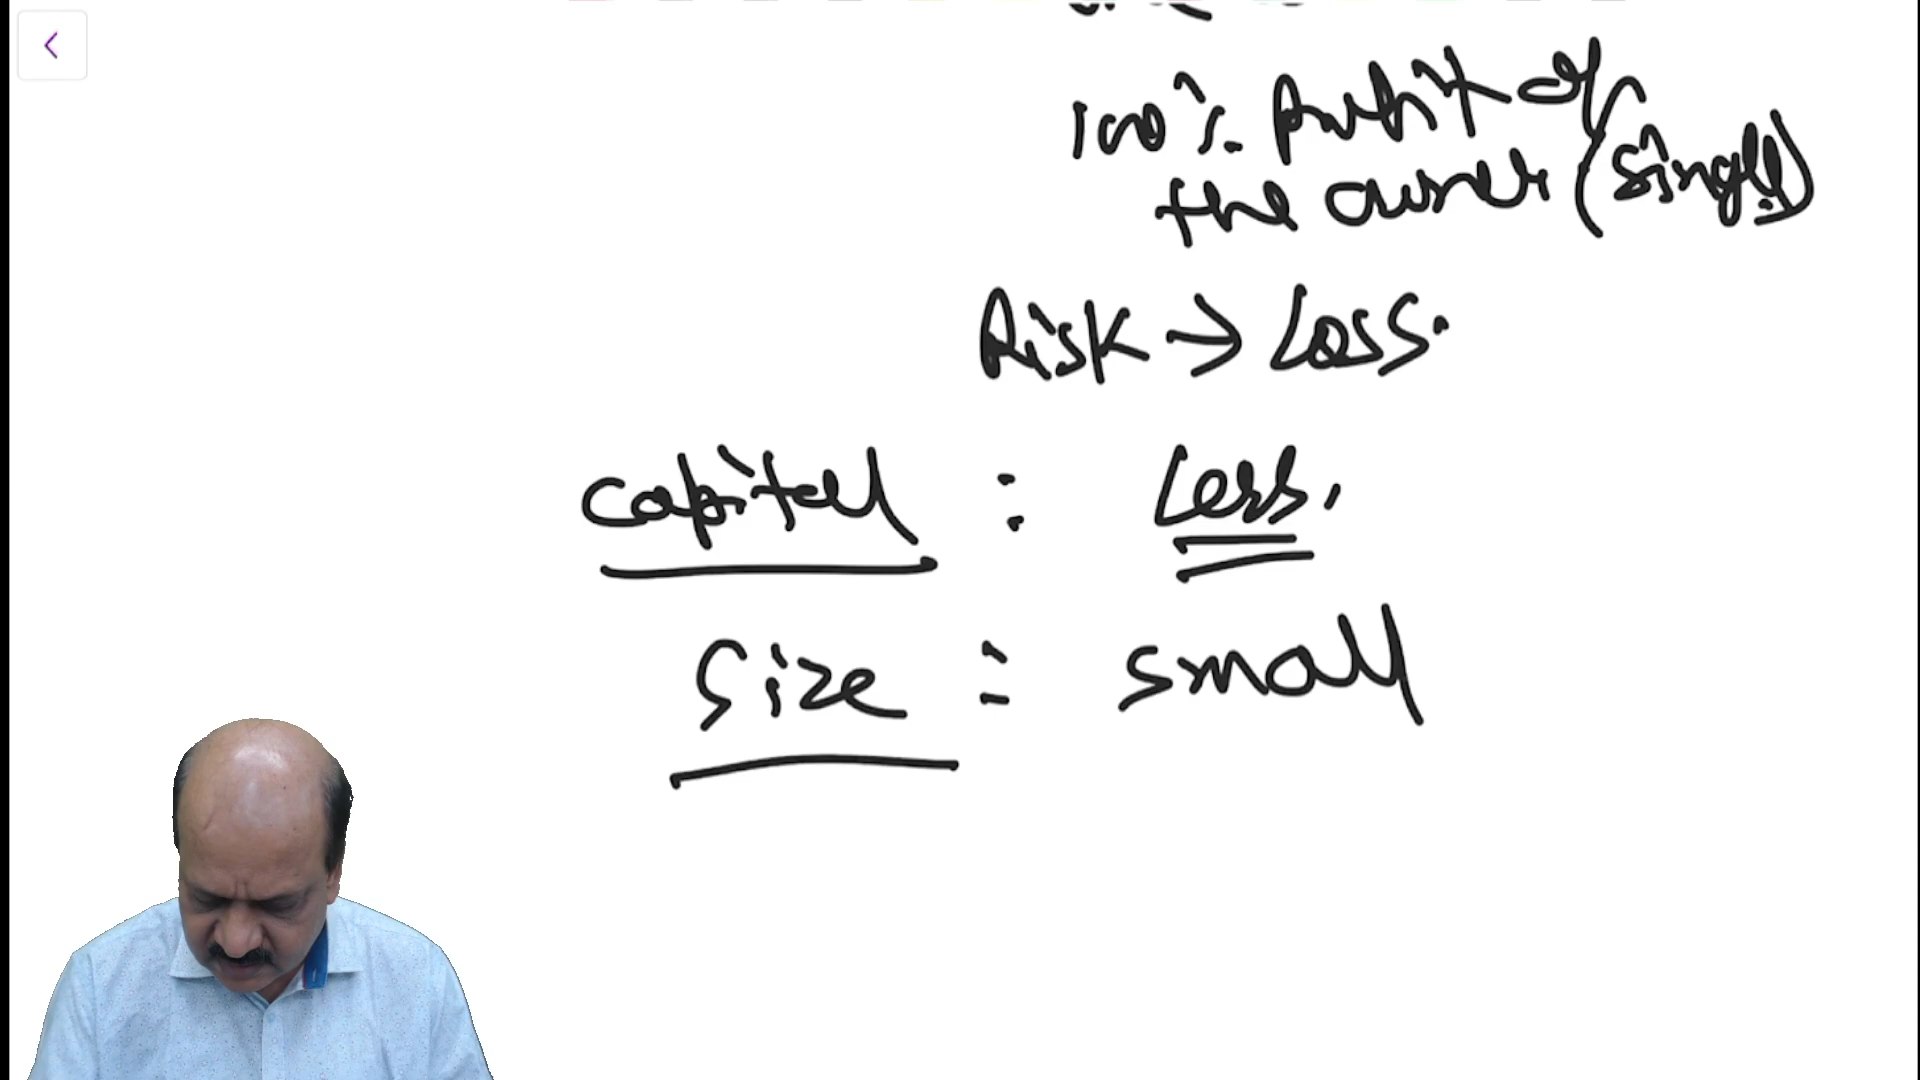 100% Profit of
the owner (single)
Risk → Loss.
Capital : Less.
Size : small